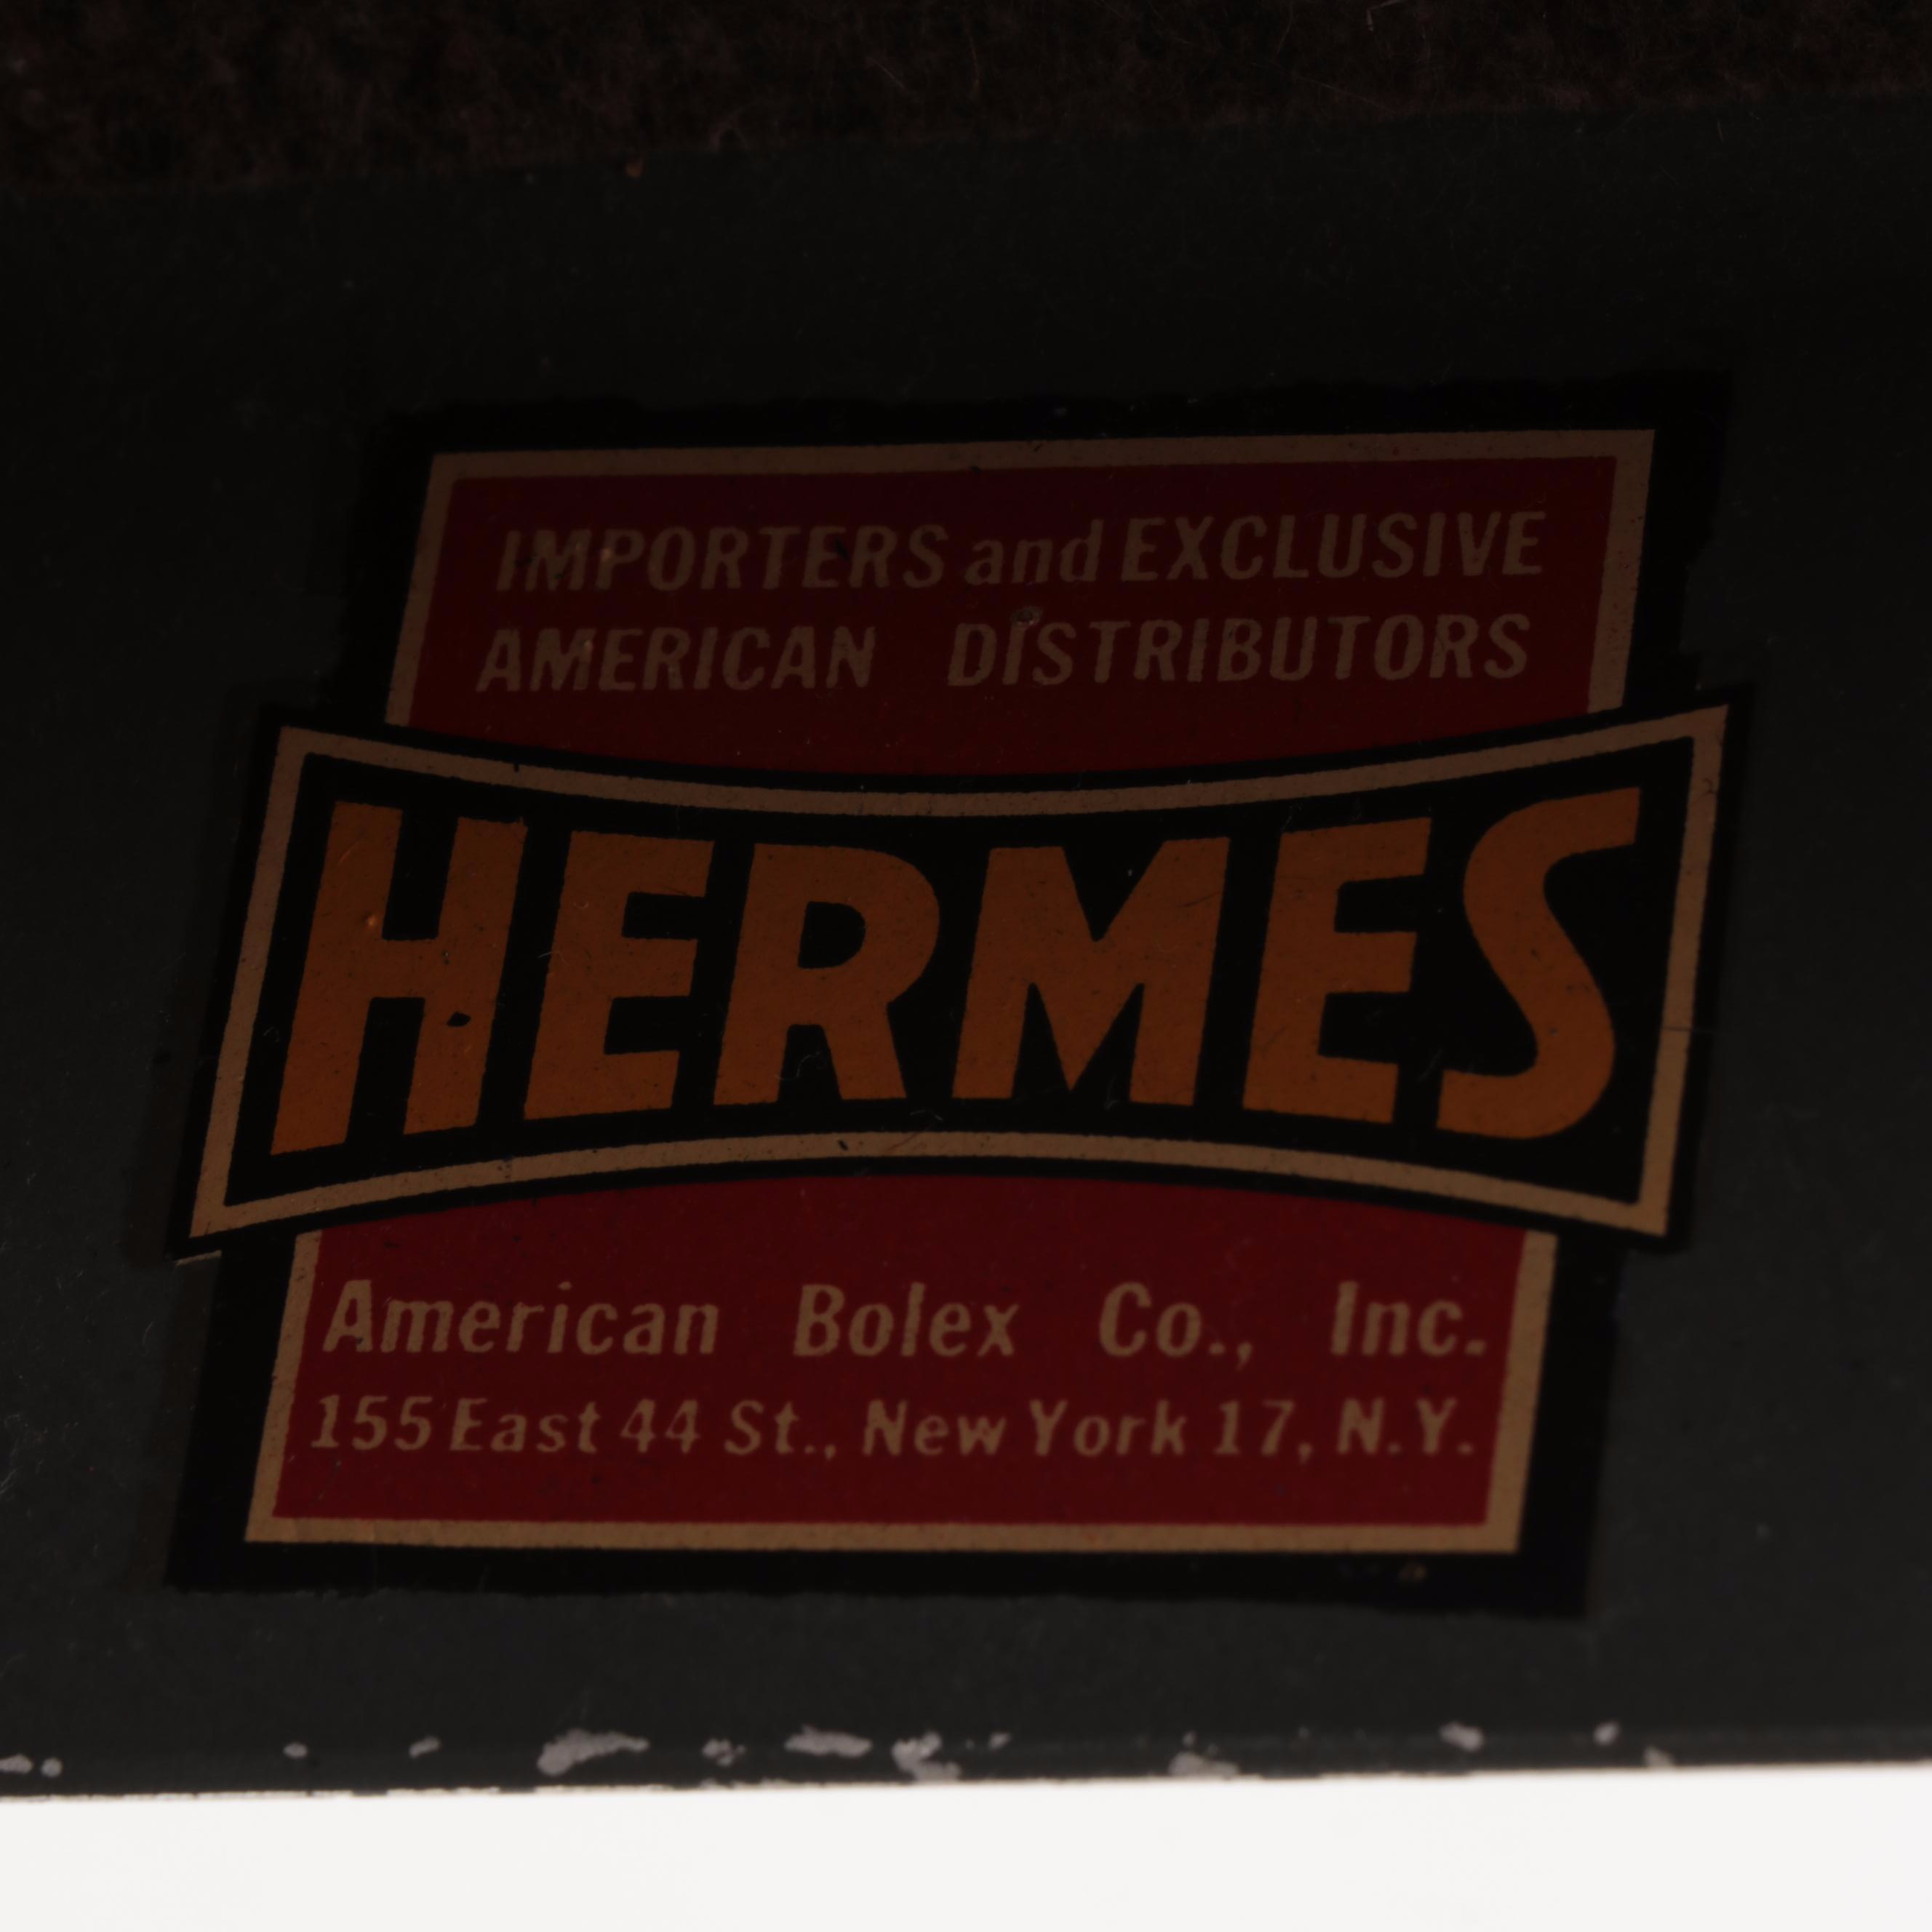 IMPORTERS and EXCLUSIVE
AMERICAN DISTRIBUTORS
HERMES
American Bolex Co., Inc.
155 East 44 St., New York 17, N.Y.